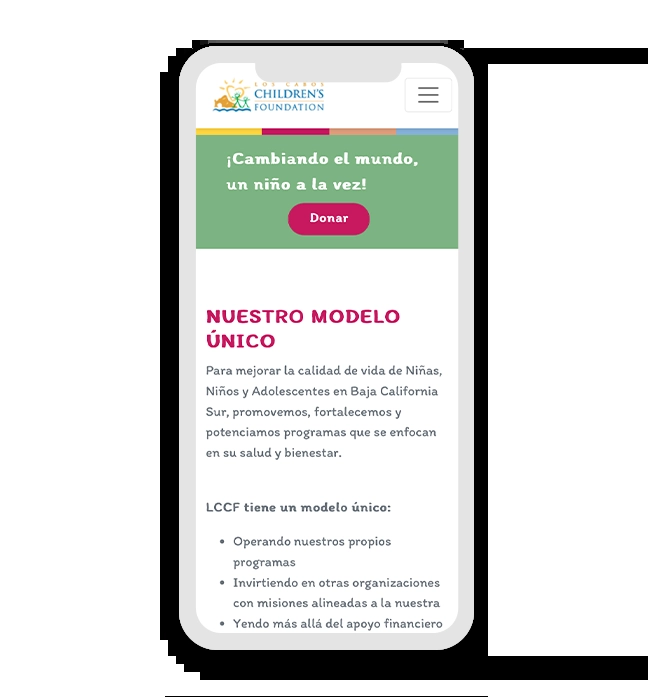 LOS CABOS
CHILDREN'S
FOUNDATION
¡Cambiando el mundo,
un niño a la vez!
Donar
NUESTRO MODELO
ÚNICO
Para mejorar la calidad de vida de Niñas,
Niños y Adolescentes en Baja California
Sur, promovemos, fortalecemos y
potenciamos programas que se enfocan
en su salud y bienestar.
LCCF tiene un modelo único:
• Operando nuestros propios
programas
• Invirtiendo en otras organizaciones
con misiones alineadas a la nuestra
• Yendo más allá del apoyo financiero